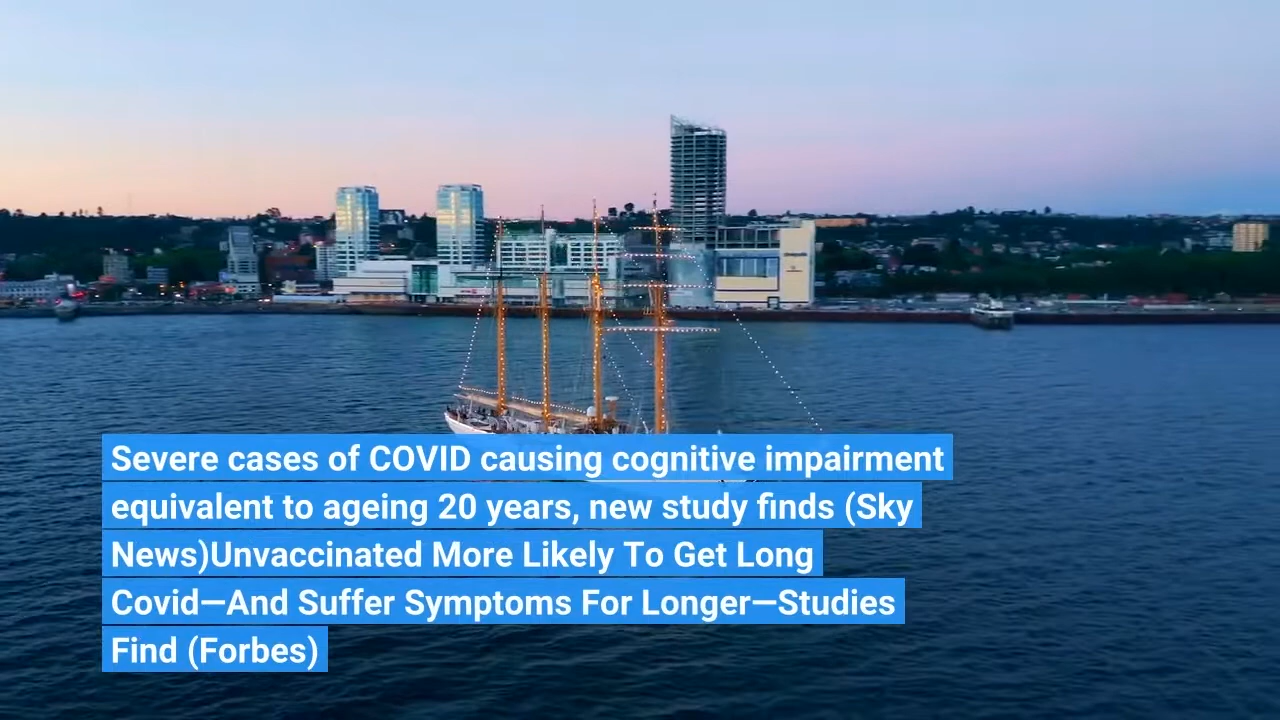 Severe cases of COVID causing cognitive impairment
equivalent to ageing 20 years, new study finds (Sky
News)Unvaccinated More Likely To Get Long
Covid—And Suffer Symptoms For Longer—Studies
Find (Forbes)